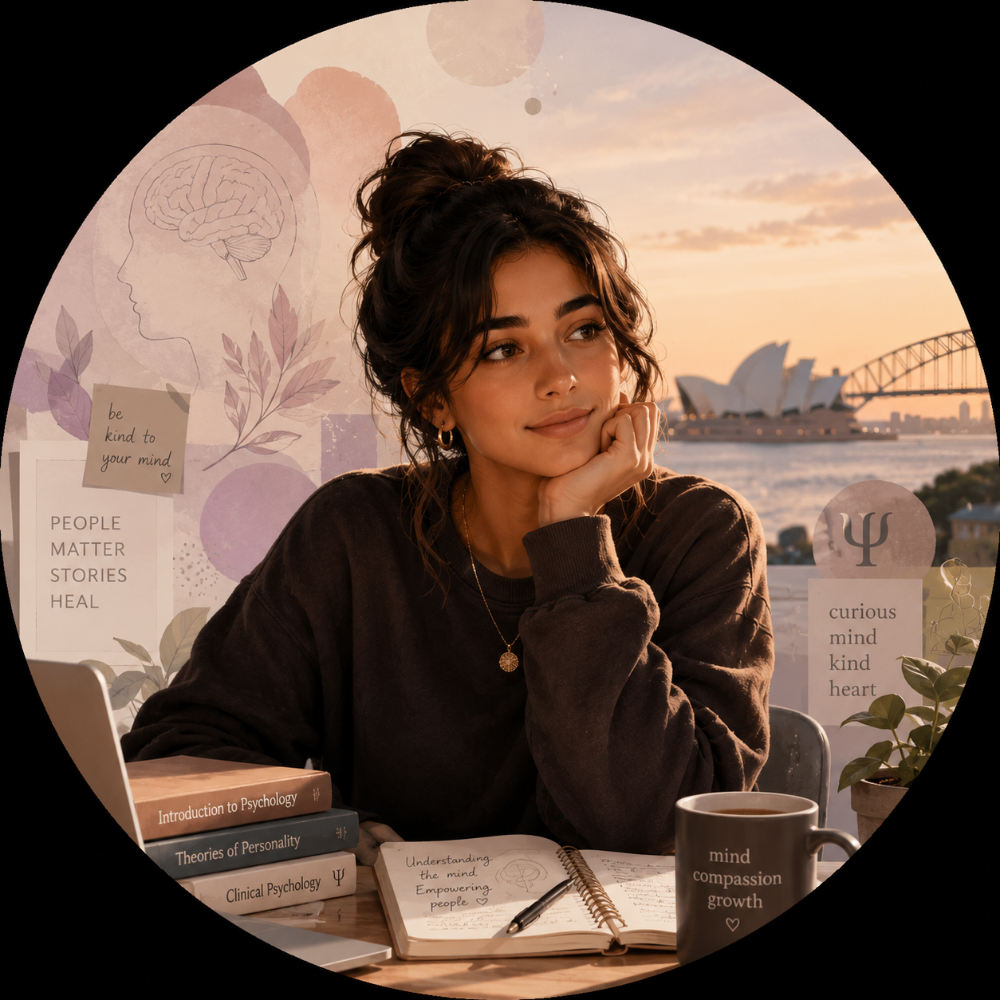 be
kind to
your mind
♡
PEOPLE
MATTER
STORIES
HEAL
Ψ
curious
mind
kind
heart
Introduction to Psychology
Theories of Personality
Clinical Psychology Ψ
Understanding
the mind
Empowering
people ♡
mind
compassion
growth
♡